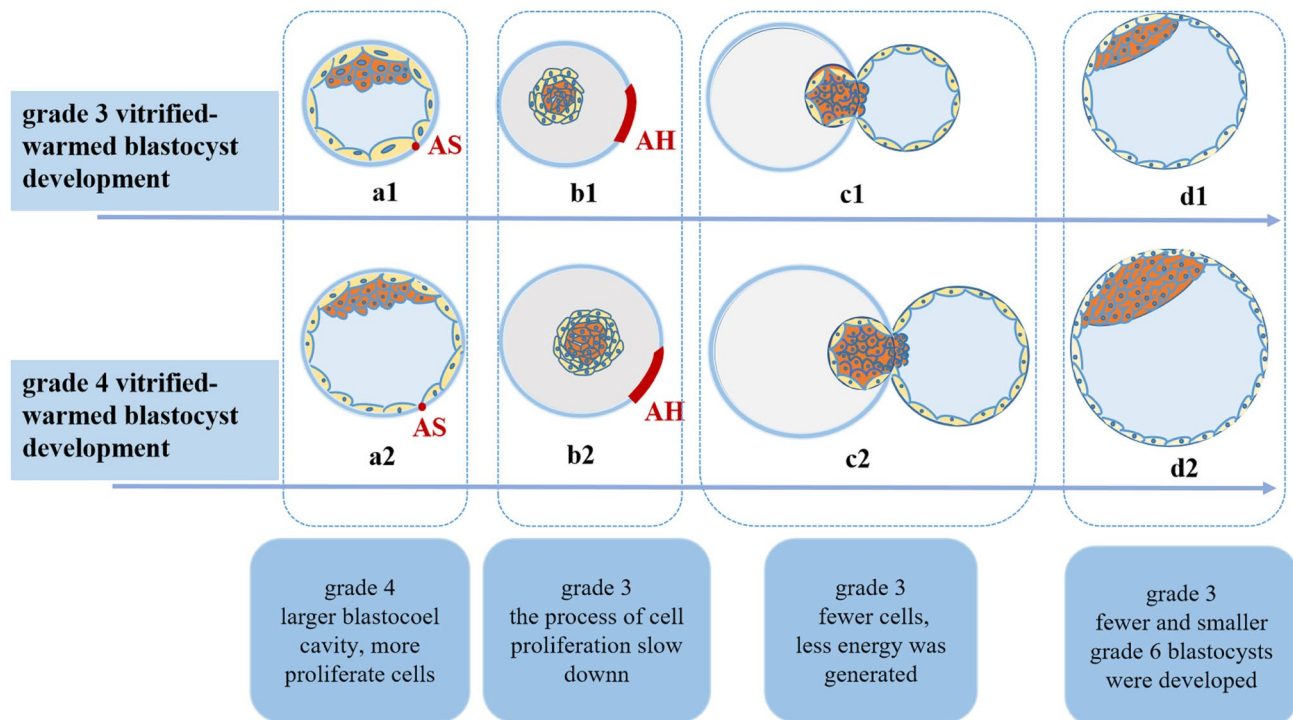 grade 3 vitrified-
warmed blastocyst
development
AS
a1
AH
b1
c1
d1
grade 4 vitrified-
warmed blastocyst
development
AS
a2
AH
b2
c2
d2
grade 4
larger blastocoel
cavity, more
proliferate cells
grade 3
the process of cell
proliferation slow
downn
grade 3
fewer cells,
less energy was
generated
grade 3
fewer and smaller
grade 6 blastocysts
were developed